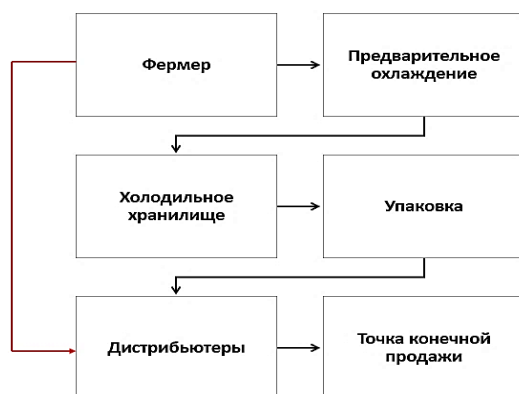 Фермер
Предварительное
охлаждение
Холодильное
хранилище
Упаковка
Дистрибьютеры
Точка конечной
продажи